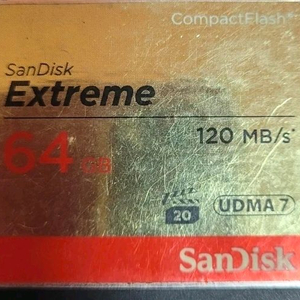 CompactFlash®
SanDisk
Extreme
64 GB
120 MB/s*
20
UDMA 7
SanDisk